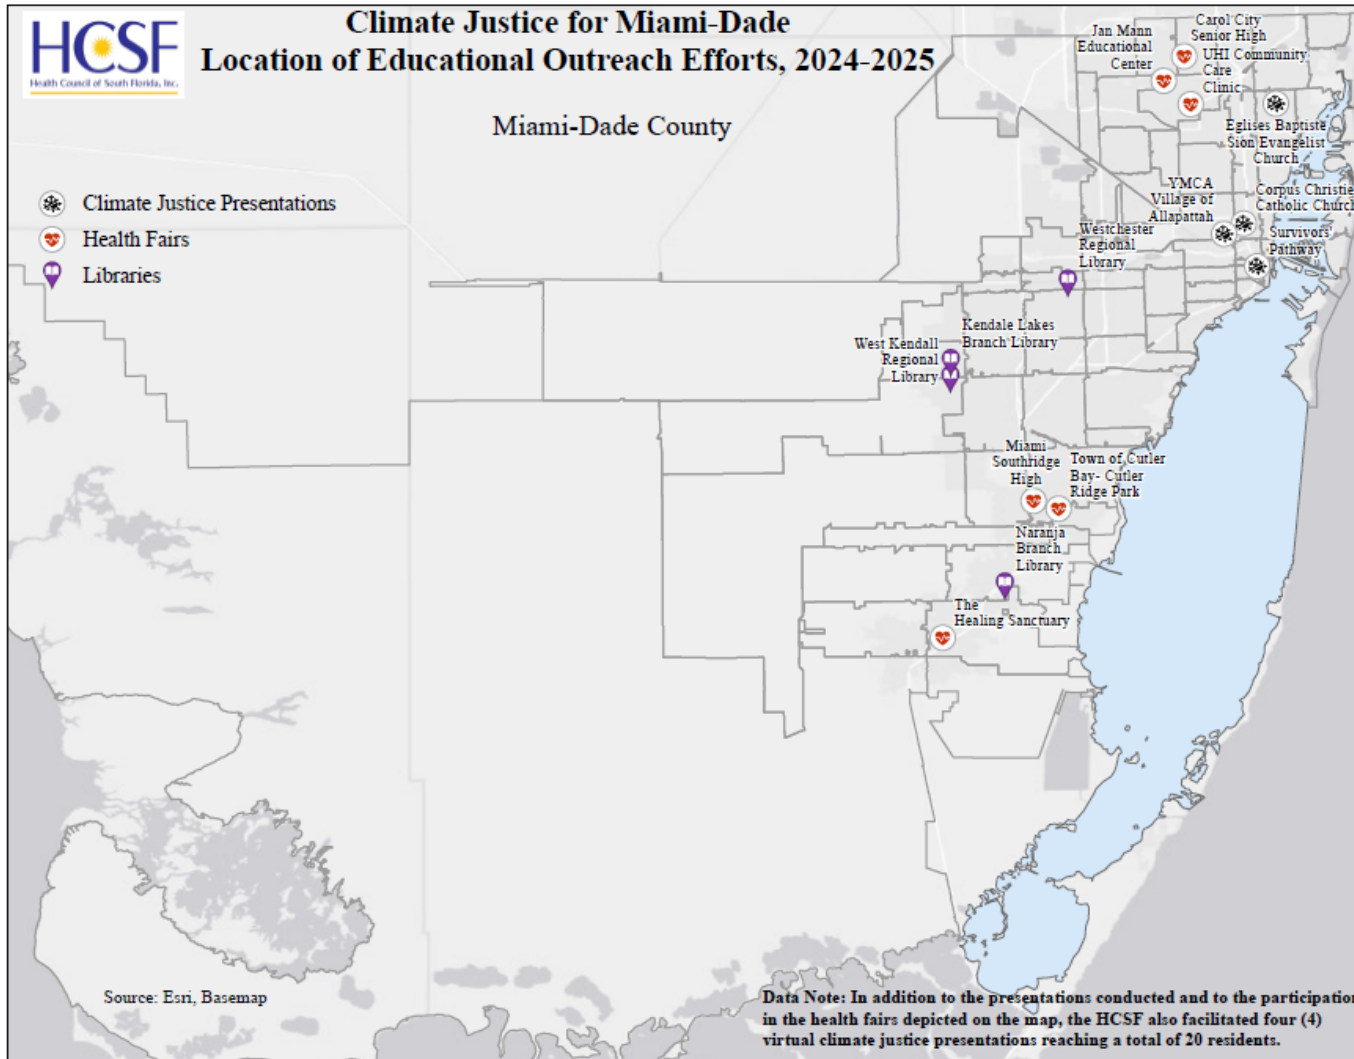 HCSF
Health Council of South Florida, Inc.
Climate Justice for Miami-Dade
Location of Educational Outreach Efforts, 2024-2025
Miami-Dade County
Climate Justice Presentations
Health Fairs
Libraries
Jan Mann
Educational
Center
Carol City
Senior High
UHI Community
Care
Clinic
Eglises Baptiste
Sion Evangelist
Church
YMCA
Village of
Allapattah
Corpus Christie
Catholic Church
Survivors'
Pathway
Westchester
Regional
Library
Kendale Lakes
Branch Library
West Kendall
Regional
Library
Miami
Southridge
High
Town of Cutler
Bay- Cutler
Ridge Park
Naranja
Branch
Library
The
Healing Sanctuary
Source: Esri, Basemap
Data Note: In addition to the presentations conducted and to the participation
in the health fairs depicted on the map, the HCSF also facilitated four (4)
virtual climate justice presentations reaching a total of 20 residents.